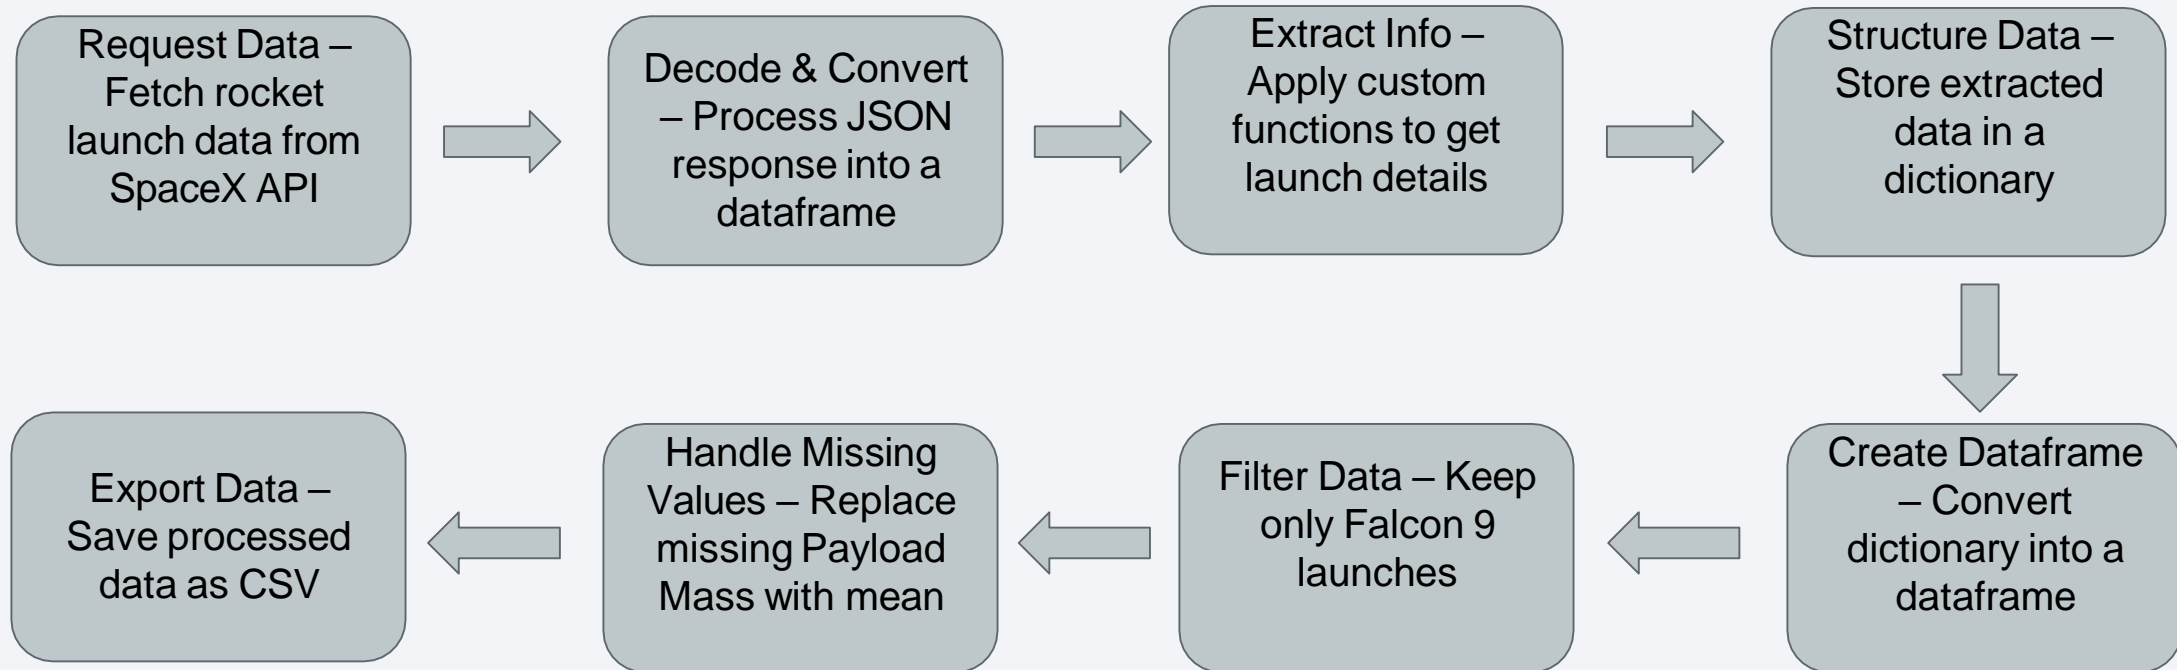 Request Data –
Fetch rocket
launch data from
SpaceX API
Decode & Convert
– Process JSON
response into a
dataframe
Extract Info –
Apply custom
functions to get
launch details
Structure Data –
Store extracted
data in a
dictionary
Create Dataframe
– Convert
dictionary into a
dataframe
Filter Data – Keep
only Falcon 9
launches
Handle Missing
Values – Replace
missing Payload
Mass with mean
Export Data –
Save processed
data as CSV